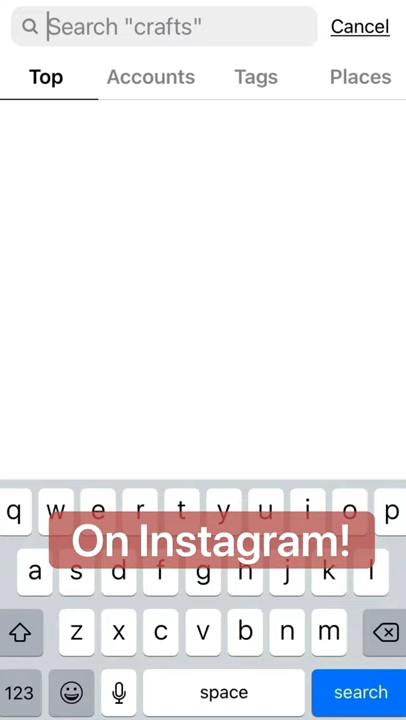 Search "crafts" Cancel
Top Accounts Tags Places
q w e r t y u i o p
On Instagram!
a s d f g h j k l
z x c v b n m
123 space search